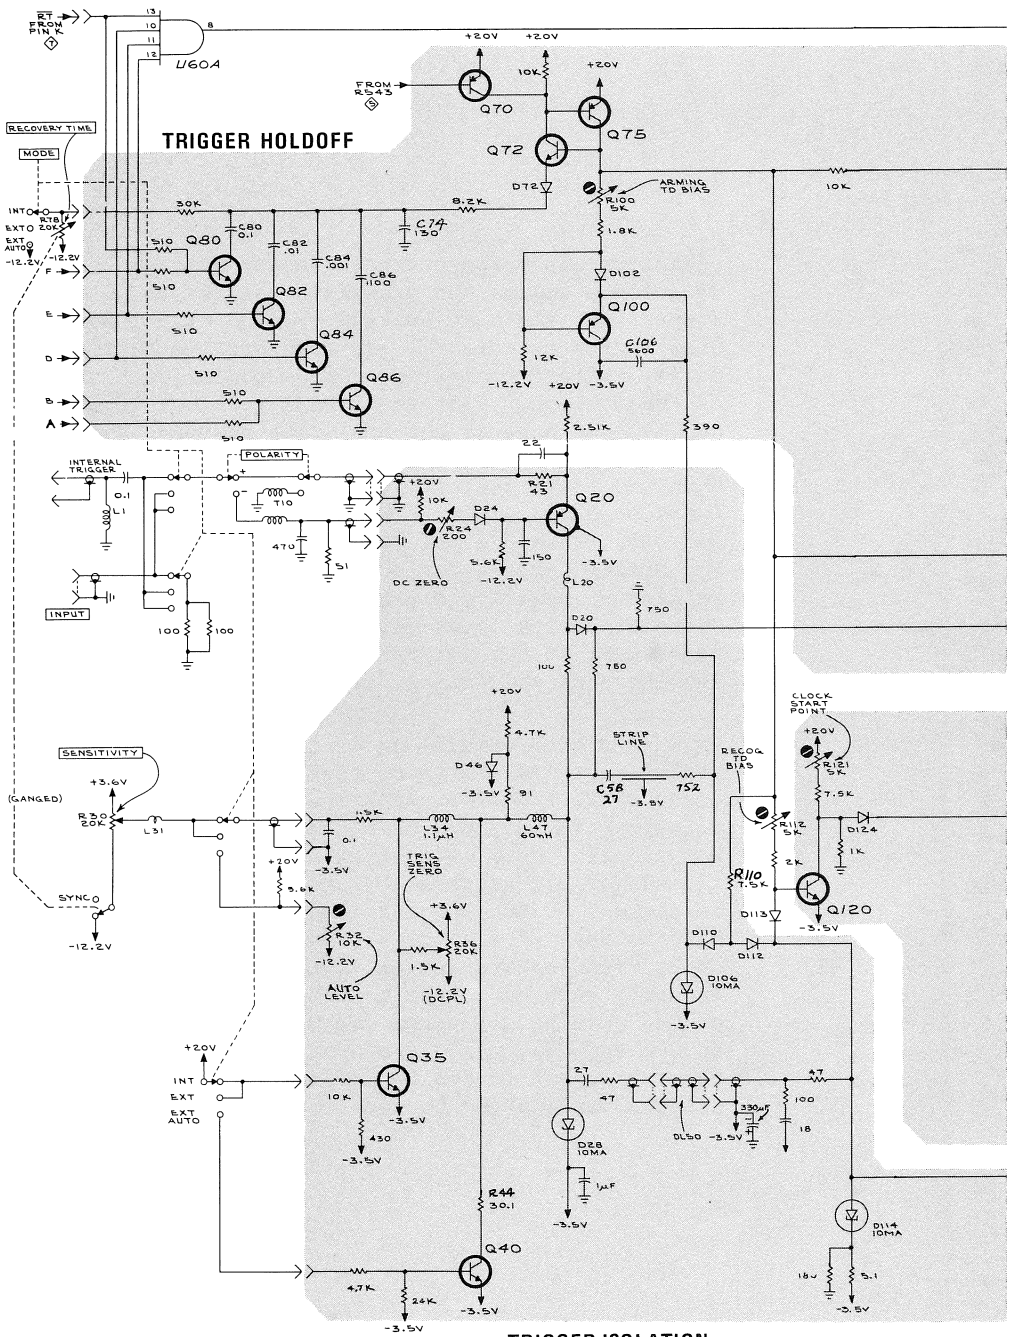 R̅T̅
FROM
PIN K
7
13
10
11
12
8
U60A
+20V
+20V
+20V
10K
FROM
R543
5
Q70
Q75
Q72
TRIGGER HOLDOFF
RECOVERY TIME
MODE
D72
ARMING
TD BIAS
R100
5K
10K
INT
EXT
EXT
AUTO
-12.2V
R78
20K
-12.2V
30K
8.2K
C80
0.1
C82
.01
C84
.001
C86
100
C74
130
1.8K
510
Q80
F
510
D102
Q82
Q100
E
510
Q84
C106
5600
12K
D
510
Q86
-12.2V
-3.5V
+20V
B
510
A
510
2.51K
390
INTERNAL
TRIGGER
POLARITY
22
0.1
L1
+
-
T10
+20V
10K
R21
43
Q20
D24
R24
200
470
51
DC ZERO
5.6K
-12.2V
150
-3.5V
L20
INPUT
100
100
D20
750
100
750
+20V
4.7K
STRIP
LINE
CLOCK
START
POINT
+20V
RECOG
TD
BIAS
R121
5K
SENSITIVITY
+3.6V
(GANGED)
D46
-3.5V
91
C58
27
-3.5V
752
7.5K
R30
20K
L31
1.5K
0.1
-3.5V
L34
1.1µH
L47
60nH
R112
5K
D124
1K
2K
TRIG
SENS
ZERO
+20V
5.6K
R110
7.5K
Q120
-3.5V
SYNC
-12.2V
R32
10K
-12.2V
AUTO
LEVEL
+3.6V
R36
20K
1.5K
-12.2V
(DCPL)
D113
D110
D112
D106
10MA
-3.5V
+20V
INT
EXT
EXT
AUTO
Q35
10K
-3.5V
430
-3.5V
27
47
47
DL50
-3.5V
330µF
-
+
100
18
D28
10MA
1µF
-3.5V
R44
30.1
D114
10MA
Q40
4.7K
24K
-3.5V
-3.5V
180
5.1
-3.5V
TRIGGER ISOLATION